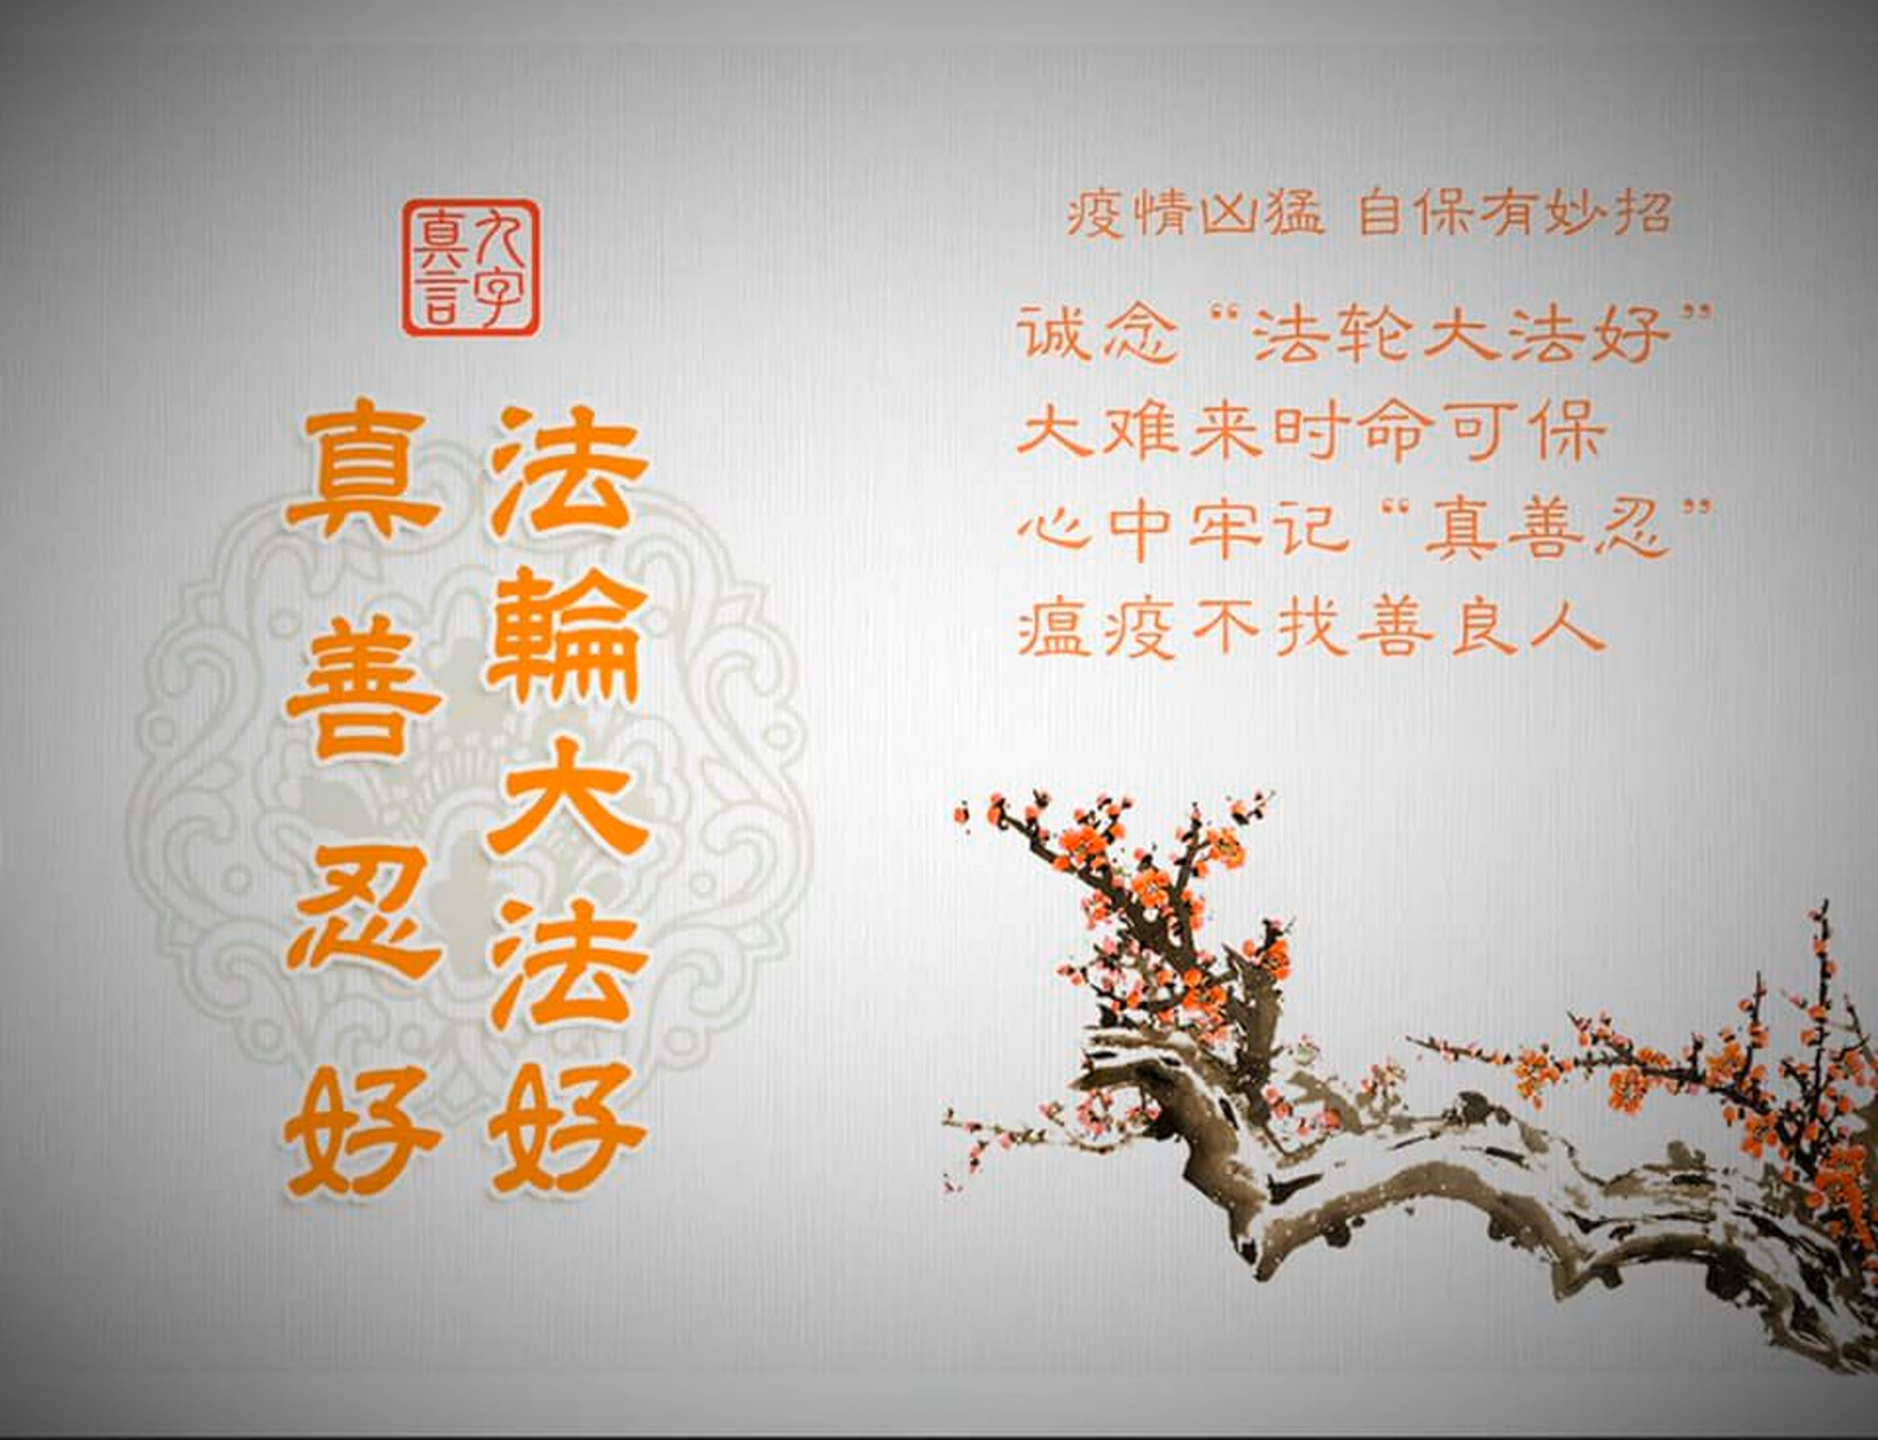 九字
真言
法輪大法好
真善忍好
疫情凶猛 自保有妙招
诚念“法轮大法好”
大难来时命可保
心中牢记“真善忍”
瘟疫不找善良人